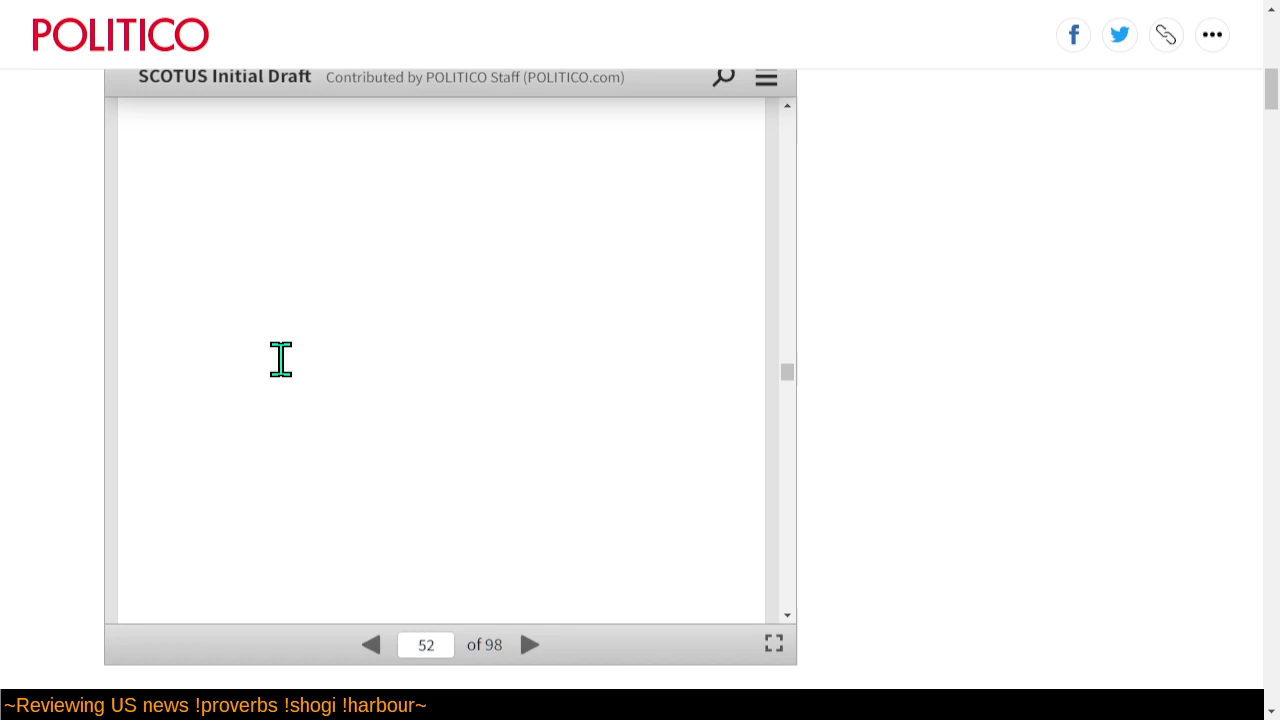 POLITICO
SCOTUS Initial Draft Contributed by POLITICO Staff (POLITICO.com)
52 of 98
~Reviewing US news !proverbs !shogi !harbour~